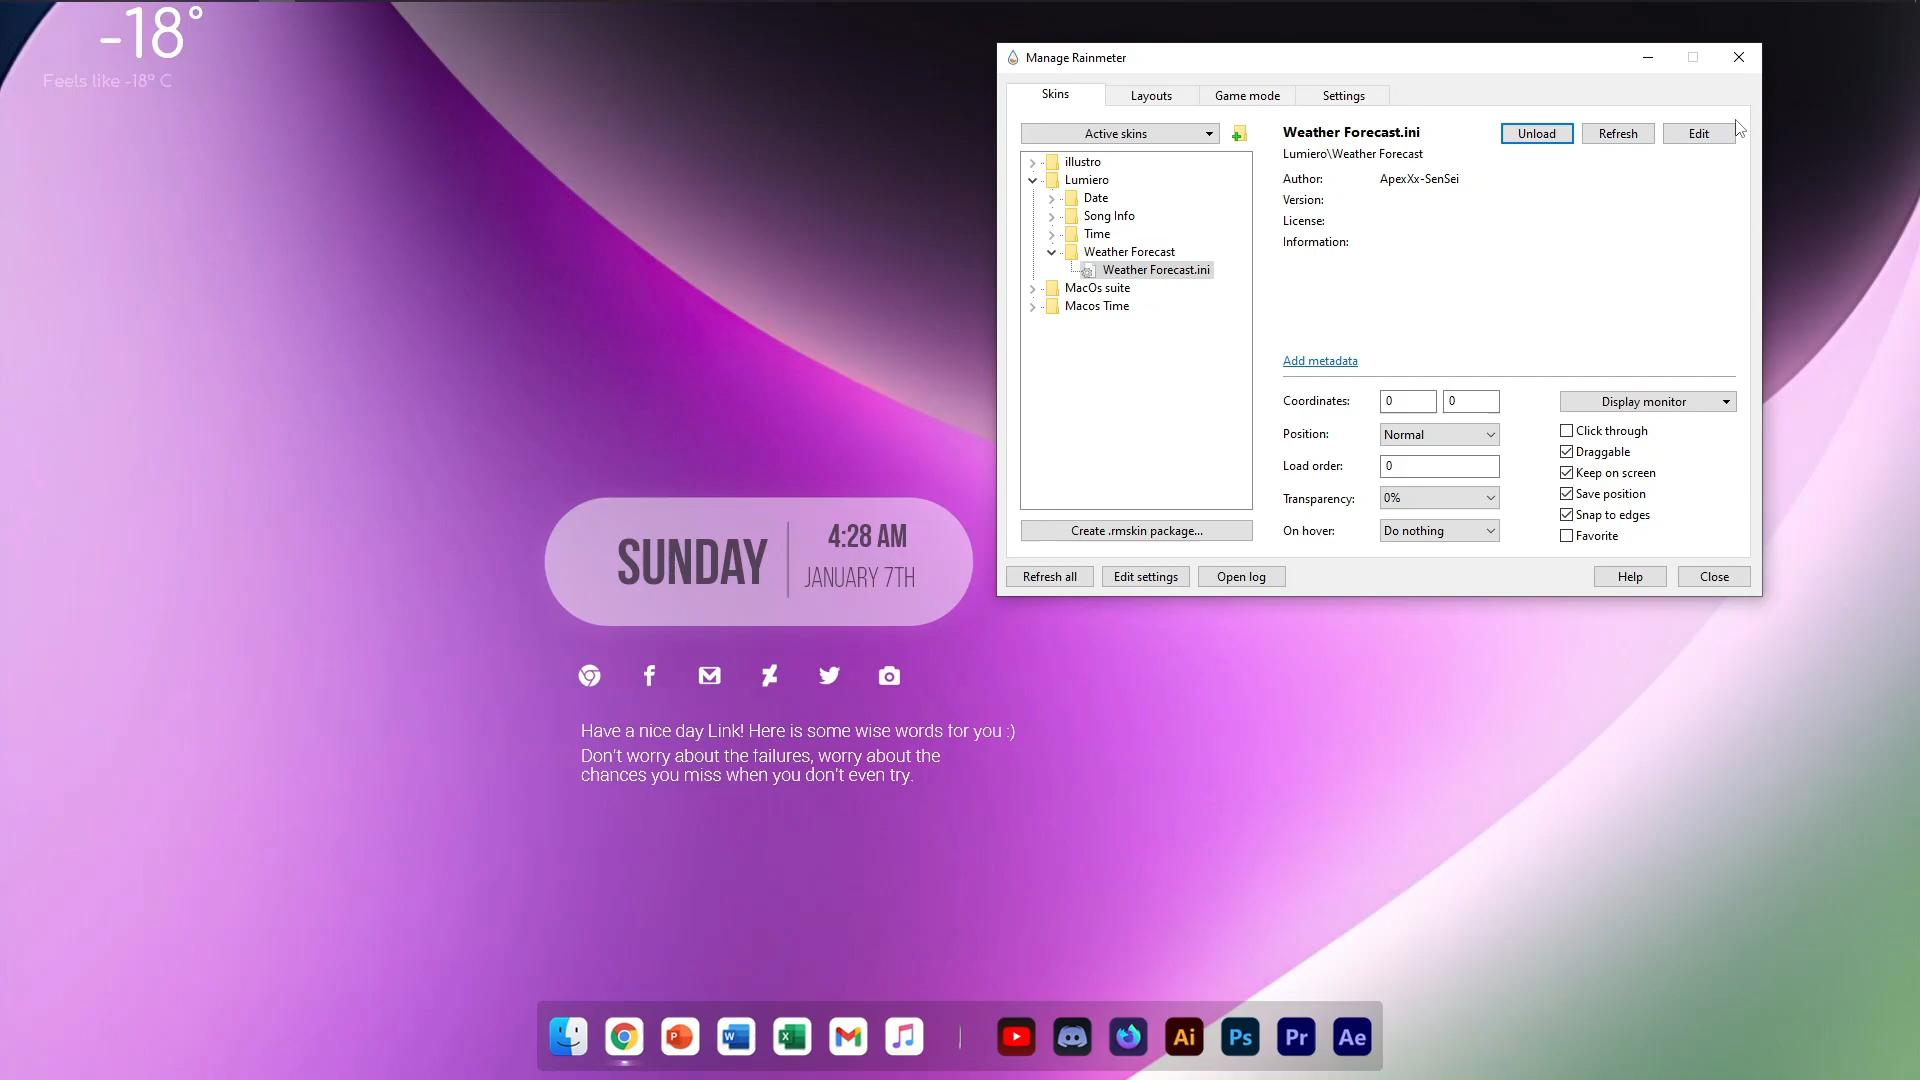 -18°
Feels like -18° C
Manage Rainmeter
Skins
Layouts
Game mode
Settings
Active skins
illustro
Lumiero
Date
Song Info
Time
Weather Forecast
Weather Forecast.ini
MacOs suite
Macos Time
Create .rmskin package...
Weather Forecast.ini
Unload
Refresh
Edit
Lumiero\Weather Forecast
Author: ApexXx-SenSei
Version:
License:
Information:
Add metadata
Coordinates: 0 0
Display monitor
Position: Normal
Load order: 0
Transparency: 0%
On hover: Do nothing
Click through
Draggable
Keep on screen
Save position
Snap to edges
Favorite
Refresh all
Edit settings
Open log
Help
Close
SUNDAY
4:28 AM
JANUARY 7TH
Have a nice day Link! Here is some wise words for you :)
Don't worry about the failures, worry about the
chances you miss when you don't even try.
P
W
X
Ai
Ps
Pr
Ae